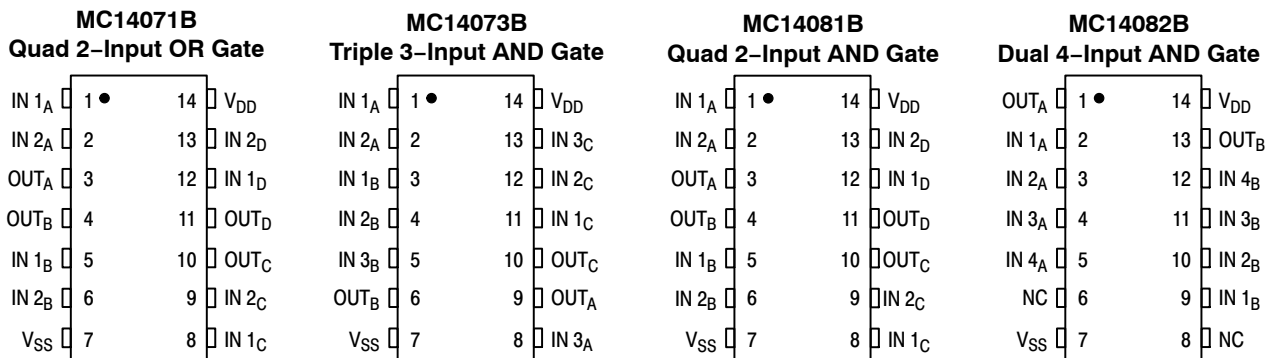 MC14071B
Quad 2–Input OR Gate
IN 1A 1 14 VDD
IN 2A 2 13 IN 2D
OUTA 3 12 IN 1D
OUTB 4 11 OUTD
IN 1B 5 10 OUTC
IN 2B 6 9 IN 2C
VSS 7 8 IN 1C
MC14073B
Triple 3–Input AND Gate
IN 1A 1 14 VDD
IN 2A 2 13 IN 3C
IN 1B 3 12 IN 2C
IN 2B 4 11 IN 1C
IN 3B 5 10 OUTC
OUTB 6 9 OUTA
VSS 7 8 IN 3A
MC14081B
Quad 2–Input AND Gate
IN 1A 1 14 VDD
IN 2A 2 13 IN 2D
OUTA 3 12 IN 1D
OUTB 4 11 OUTD
IN 1B 5 10 OUTC
IN 2B 6 9 IN 2C
VSS 7 8 IN 1C
MC14082B
Dual 4–Input AND Gate
OUTA 1 14 VDD
IN 1A 2 13 OUTB
IN 2A 3 12 IN 4B
IN 3A 4 11 IN 3B
IN 4A 5 10 IN 2B
NC 6 9 IN 1B
VSS 7 8 NC